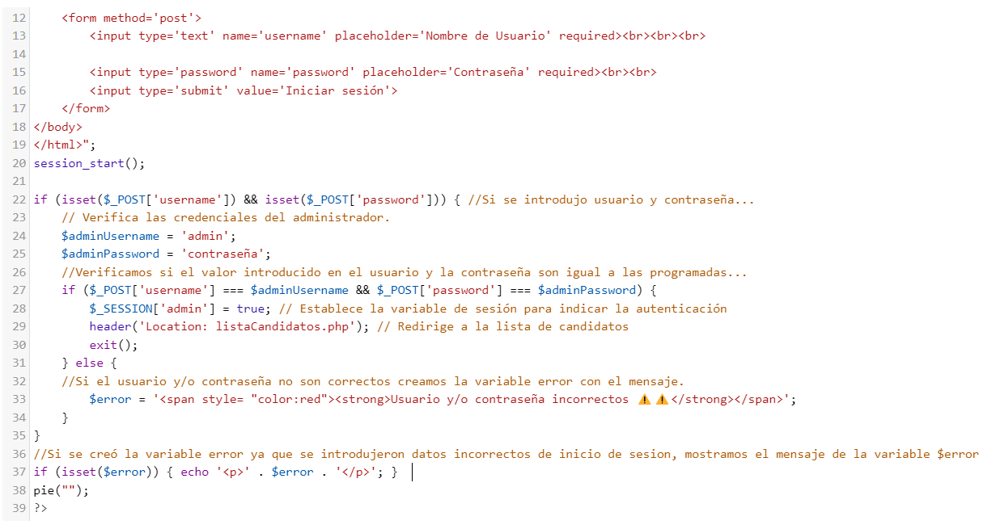 12     <form method='post'>
13         <input type='text' name='username' placeholder='Nombre de Usuario' required><br><br><br>
14
15         <input type='password' name='password' placeholder='Contraseña' required><br><br>
16         <input type='submit' value='Iniciar sesión'>
17     </form>
18 </body>
19 </html>";
20 session_start();
21
22 if (isset($_POST['username']) && isset($_POST['password'])) { //Si se introdujo usuario y contraseña...
23     // Verifica las credenciales del administrador.
24     $adminUsername = 'admin';
25     $adminPassword = 'contraseña';
26     //Verificamos si el valor introducido en el usuario y la contraseña son igual a las programadas...
27     if ($_POST['username'] === $adminUsername && $_POST['password'] === $adminPassword) {
28         $_SESSION['admin'] = true; // Establece la variable de sesión para indicar la autenticación
29         header('Location: listaCandidatos.php'); // Redirige a la lista de candidatos
30         exit();
31     } else {
32     //Si el usuario y/o contraseña no son correctos creamos la variable error con el mensaje.
33         $error = '<span style= "color:red"><strong>Usuario y/o contraseña incorrectos ⚠️⚠️</strong></span>';
34     }
35 }
36 //Si se creó la variable error ya que se introdujeron datos incorrectos de inicio de sesion, mostramos el mensaje de la variable $error
37 if (isset($error)) { echo '<p>' . $error . '</p>'; }
38 pie("");
39 ?>